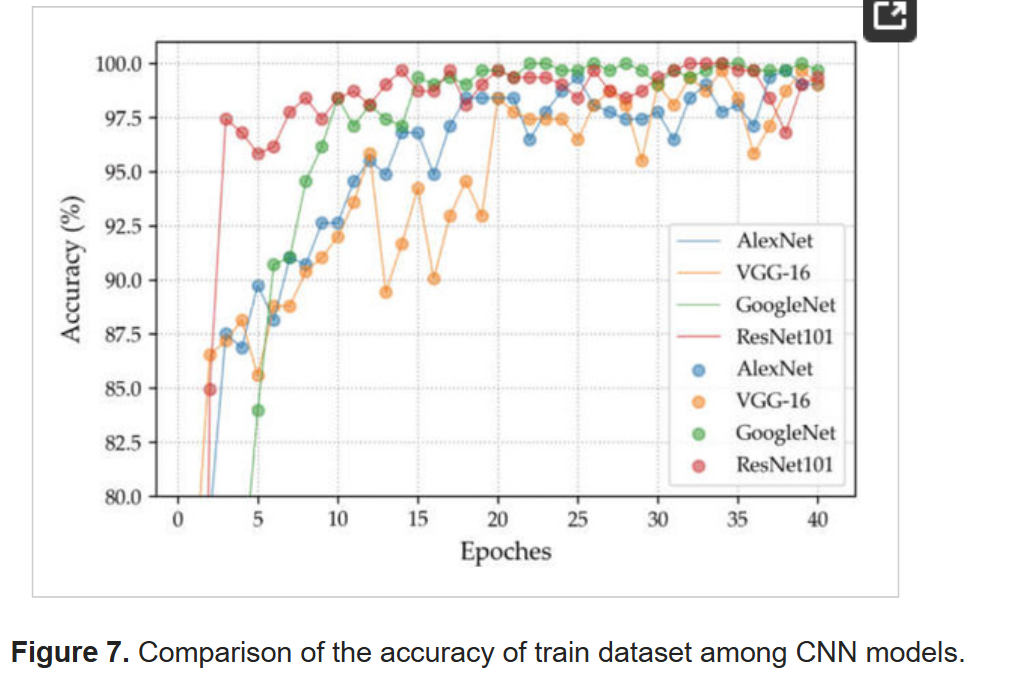 100.0
97.5
95.0
92.5
90.0
87.5
85.0
82.5
80.0
Accuracy (%)
0 5 10 15 20 25 30 35 40
Epoches
AlexNet
VGG-16
GoogleNet
ResNet101
AlexNet
VGG-16
GoogleNet
ResNet101
Figure 7. Comparison of the accuracy of train dataset among CNN models.